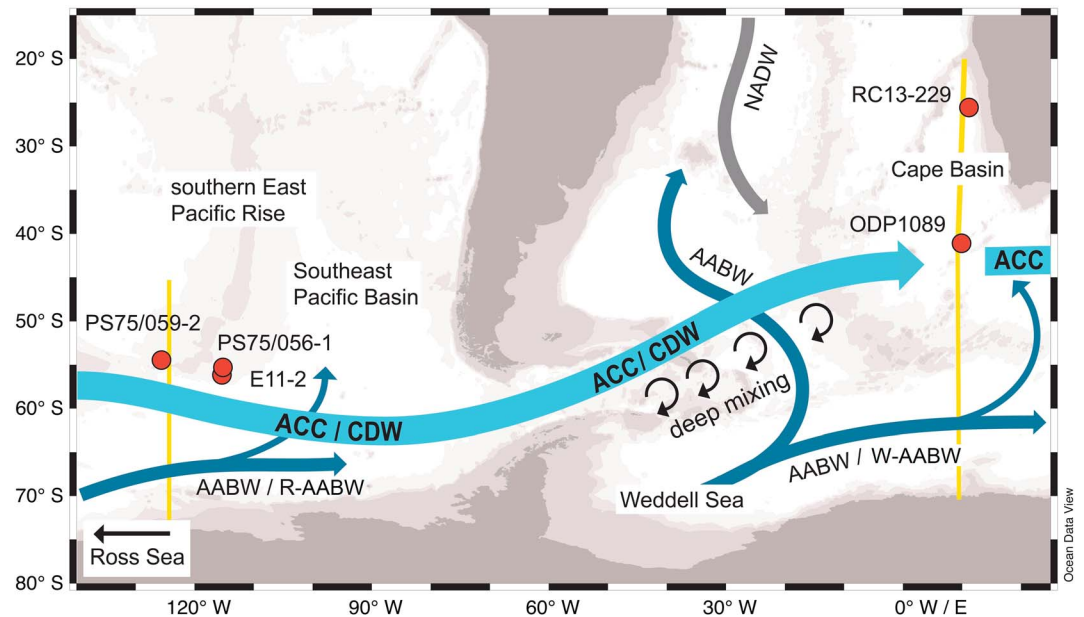 20° S
30° S
40° S
50° S
60° S
70° S
80° S
120° W
90° W
60° W
30° W
0° W / E
NADW
RC13-229
Cape Basin
ODP1089
ACC
southern East
Pacific Rise
Southeast
Pacific Basin
AABW
PS75/059-2
PS75/056-1
E11-2
ACC / CDW
ACC/ CDW
deep mixing
AABW / R-AABW
AABW / W-AABW
Weddell Sea
Ross Sea
Ocean Data View